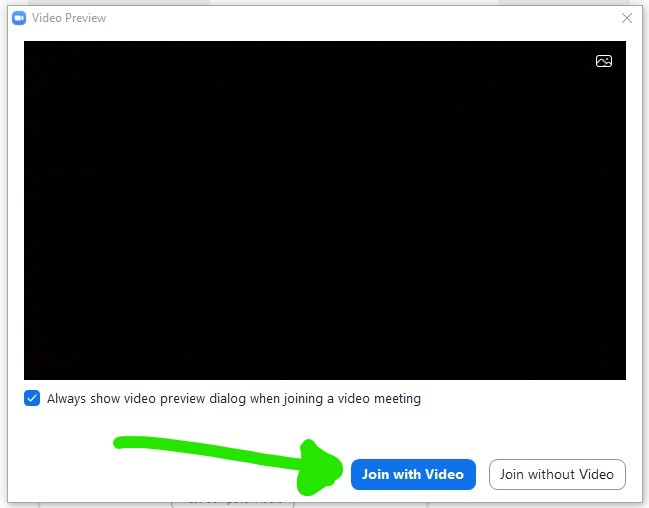 Video Preview
Always show video preview dialog when joining a video meeting
Join with Video
Join without Video